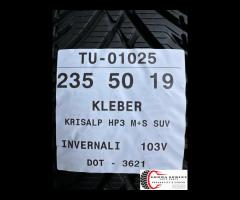 TU-01025
235 50 19
KLEBER
KRISALP HP3 M+S SUV
INVERNALI 103V
DOT - 3621